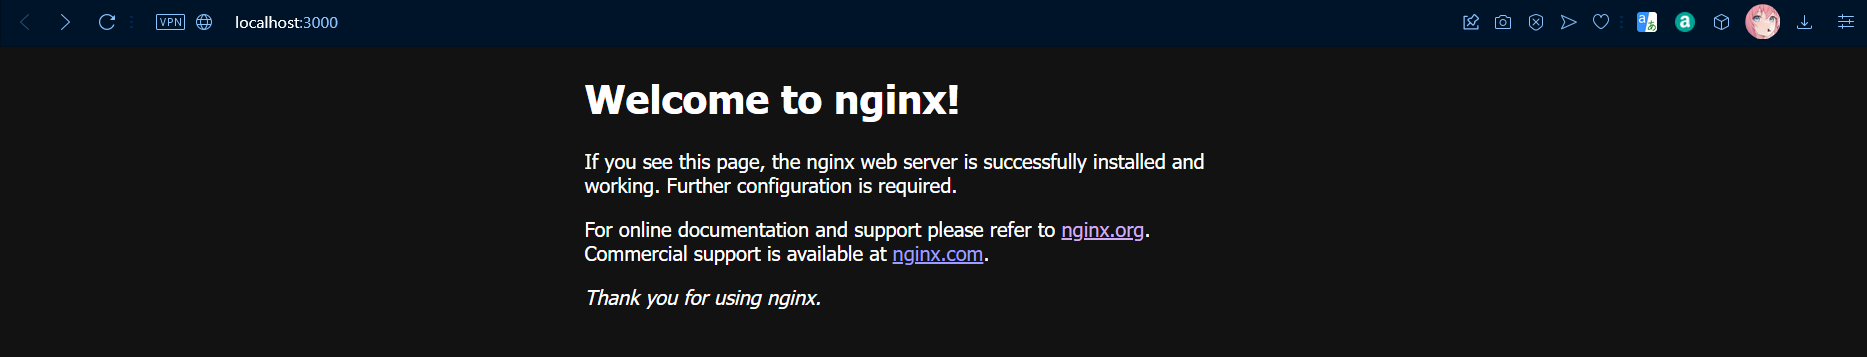 VPN
localhost:3000
Welcome to nginx!
If you see this page, the nginx web server is successfully installed and
working. Further configuration is required.
For online documentation and support please refer to nginx.org.
Commercial support is available at nginx.com.
Thank you for using nginx.